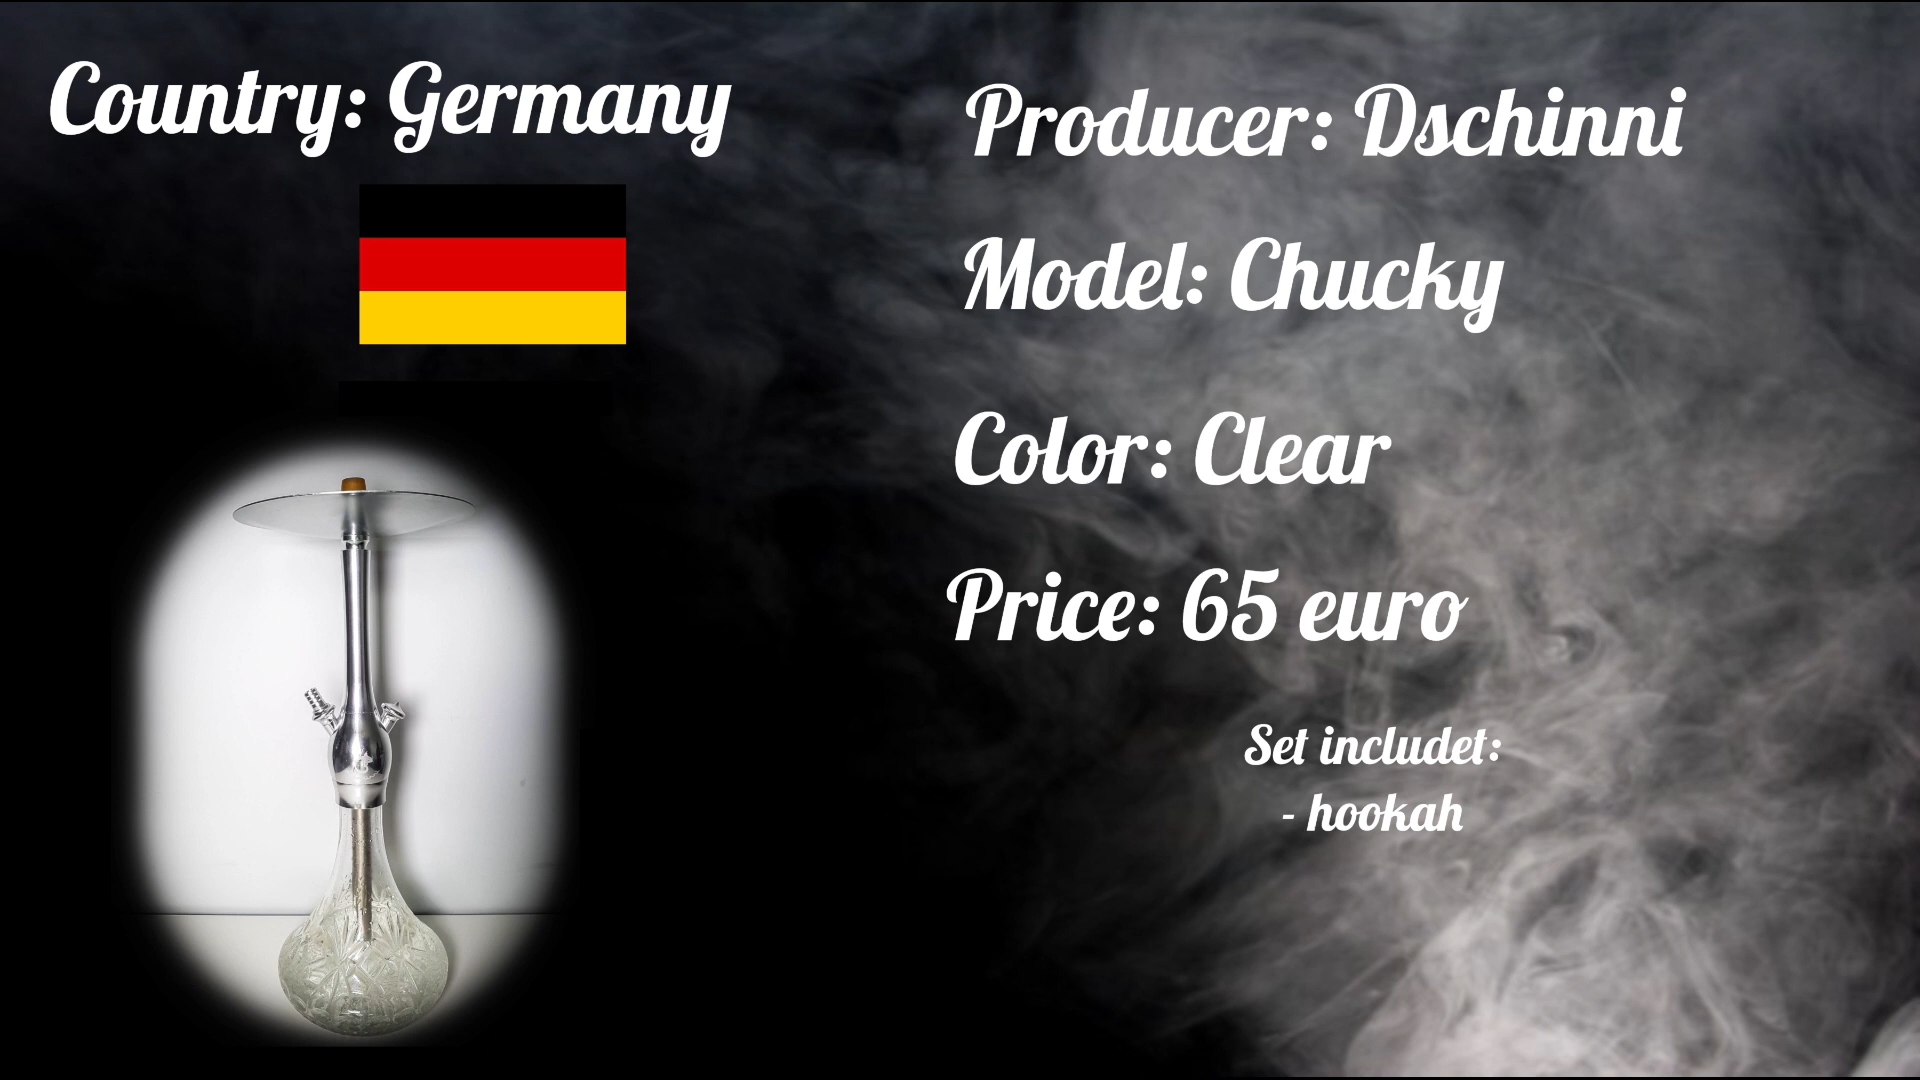 Country: Germany
Producer: Dschinni
Model: Chucky
Color: Clear
Price: 65 euro
Set includet:
- hookah